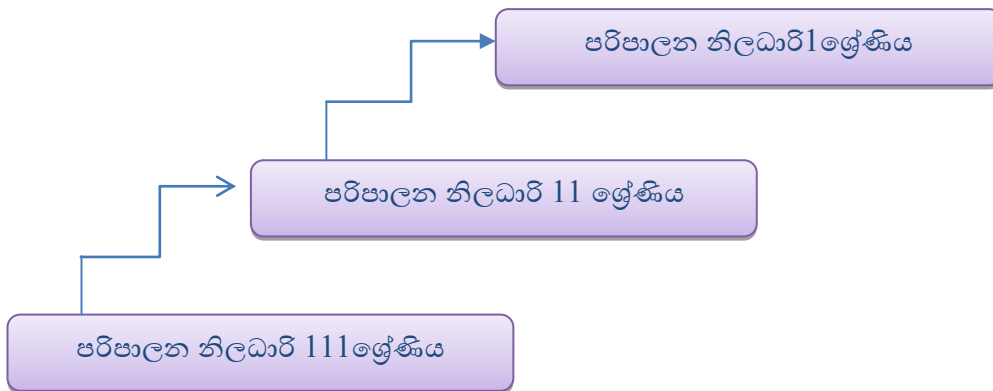 පරිපාලන නිලධාරි1ශ්‍රේණිය
පරිපාලන නිලධාරි 11 ශ්‍රේණිය
පරිපාලන නිලධාරි 111ශ්‍රේණිය